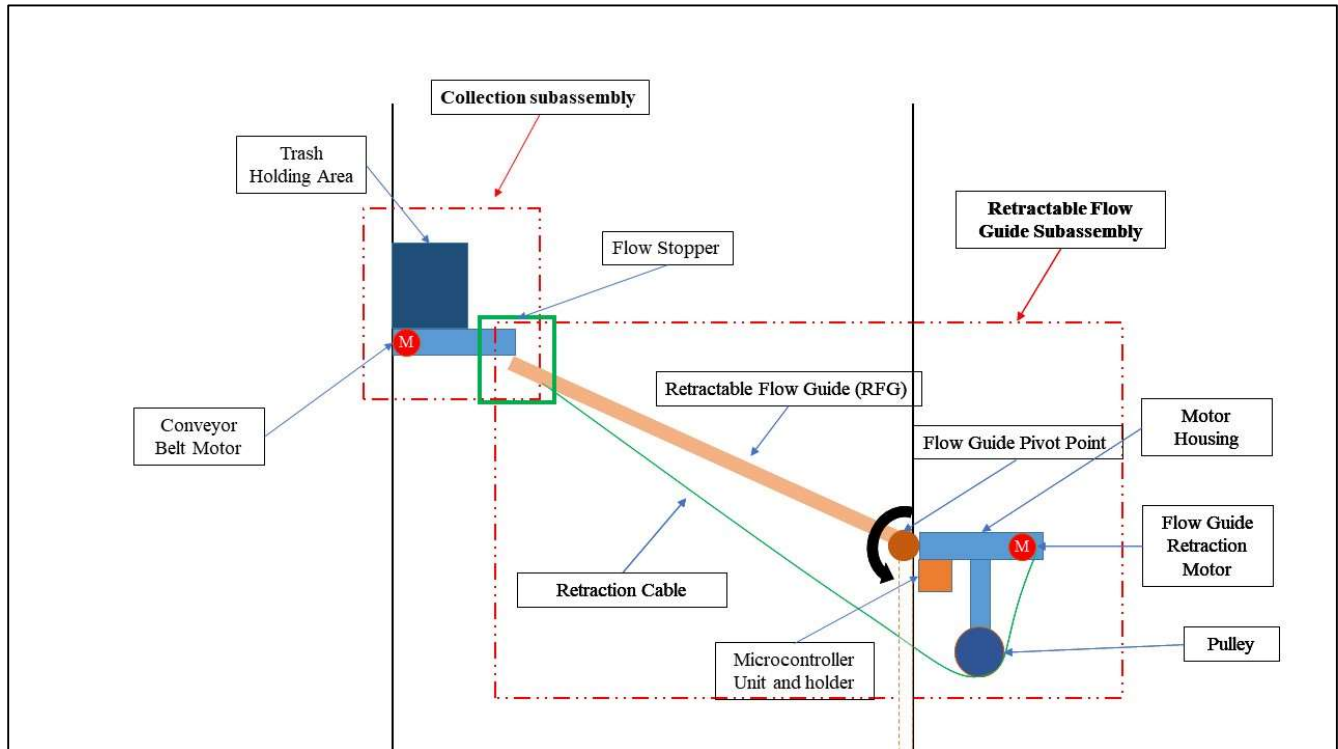 Collection subassembly
Trash
Holding Area
Retractable Flow
Guide Subassembly
Flow Stopper
M
Retractable Flow Guide (RFG)
Conveyor
Belt Motor
Flow Guide Pivot Point
Motor
Housing
M
Flow Guide
Retraction
Motor
Retraction Cable
Microcontroller
Unit and holder
Pulley